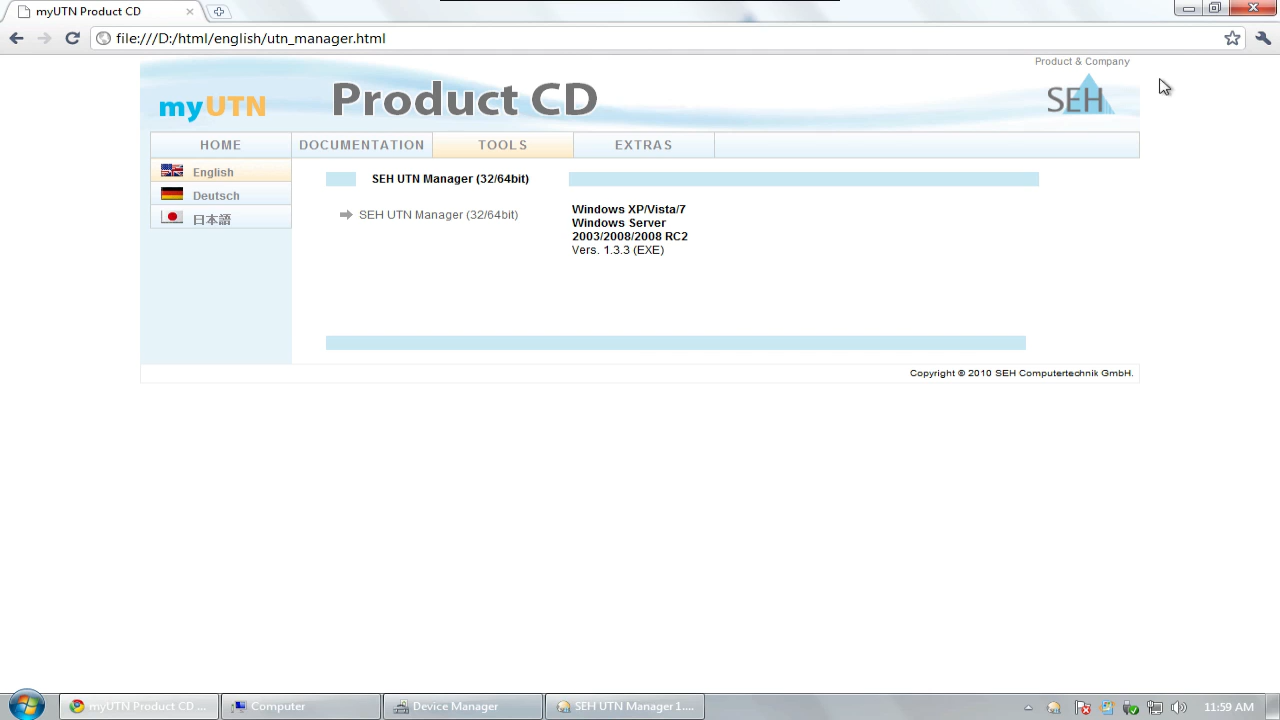 myUTN Product CD
file:///D:/html/english/utn_manager.html
Product & Company
myUTN
Product CD
SEH
HOME
DOCUMENTATION
TOOLS
EXTRAS
English
Deutsch
日本語
SEH UTN Manager (32/64bit)
SEH UTN Manager (32/64bit)
Windows XP/Vista/7
Windows Server
2003/2008/2008 RC2
Vers. 1.3.3 (EXE)
Copyright © 2010 SEH Computertechnik GmbH.
myUTN Product CD ...
Computer
Device Manager
SEH UTN Manager 1....
11:59 AM